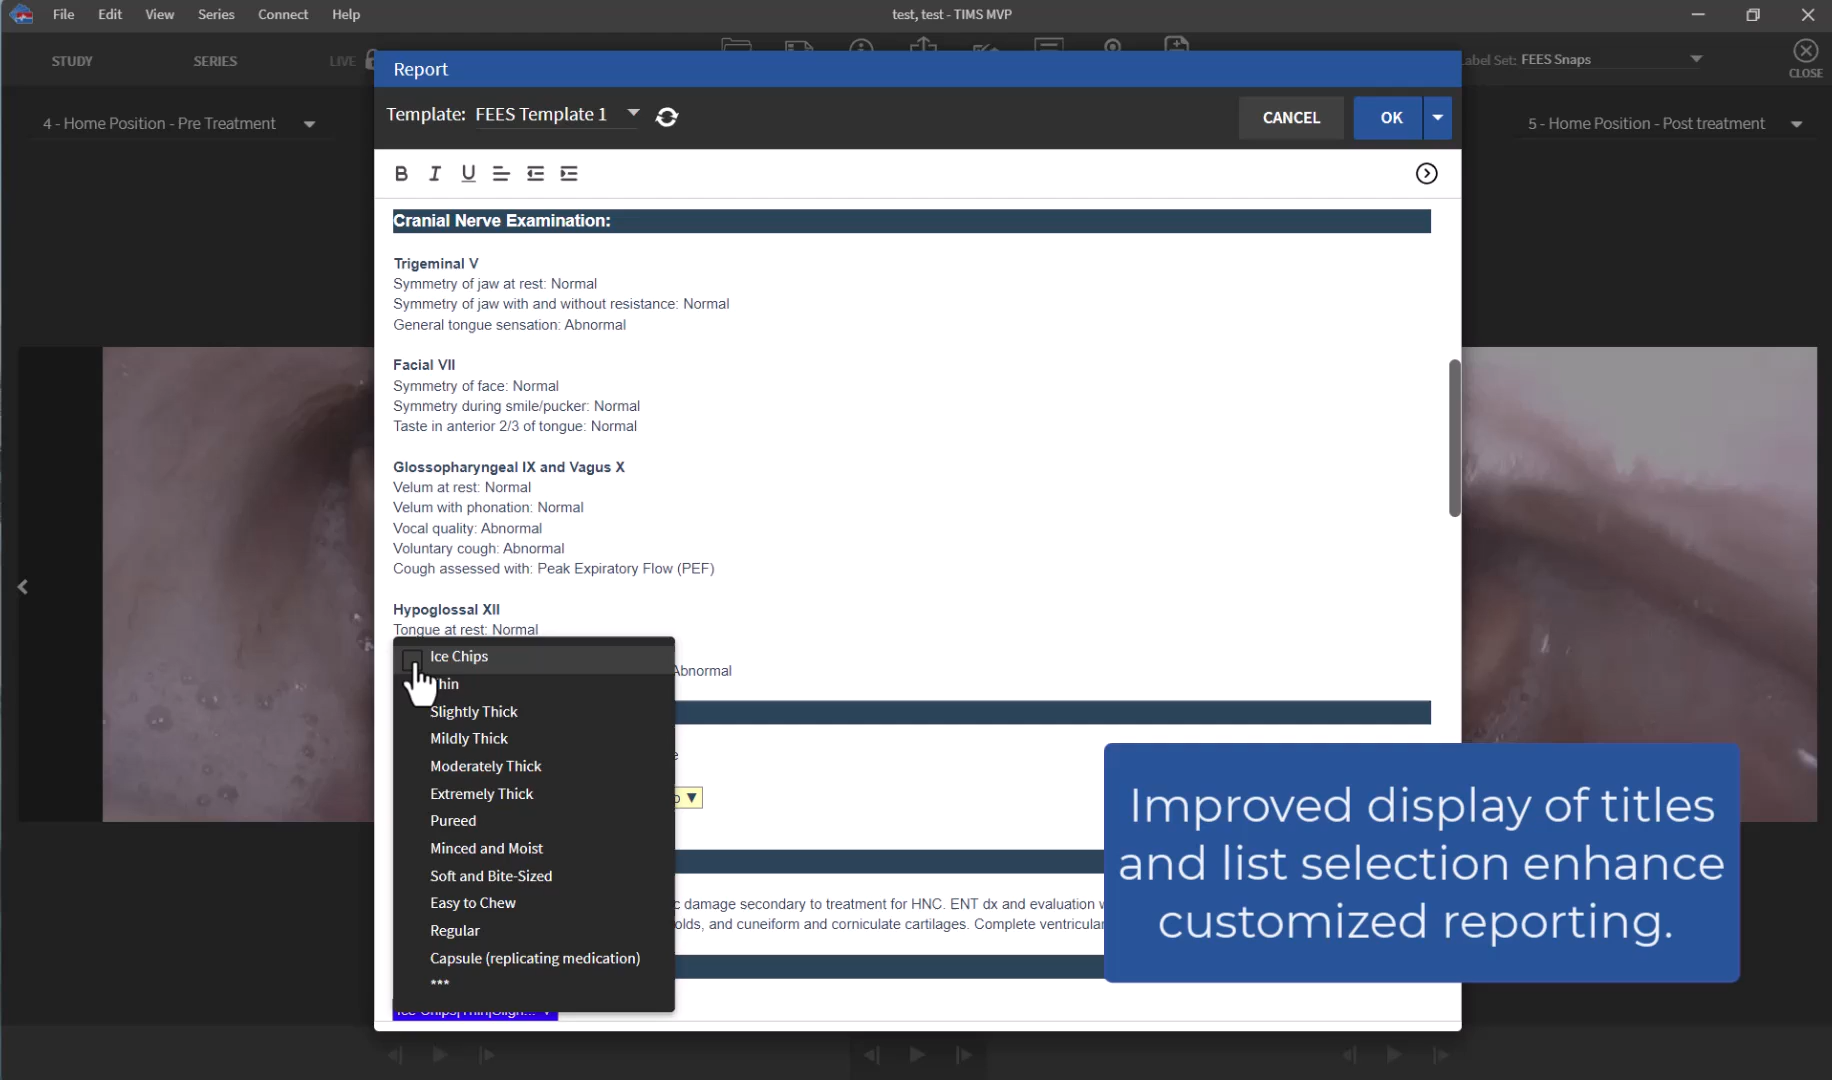 File Edit View Series Connect Help
test, test - TIMS MVP
STUDY SERIES LIVE
Label Set: FEES Snaps
CLOSE
Report
4 - Home Position - Pre Treatment
Template: FEES Template 1
CANCEL OK
5 - Home Position - Post treatment
B I U
Cranial Nerve Examination:
Trigeminal V
Symmetry of jaw at rest: Normal
Symmetry of jaw with and without resistance: Normal
General tongue sensation: Abnormal
Facial VII
Symmetry of face: Normal
Symmetry during smile/pucker: Normal
Taste in anterior 2/3 of tongue: Normal
Glossopharyngeal IX and Vagus X
Velum at rest: Normal
Velum with phonation: Normal
Vocal quality: Abnormal
Voluntary cough: Abnormal
Cough assessed with: Peak Expiratory Flow (PEF)
Hypoglossal XII
Tongue at rest: Normal
Abnormal
Ice Chips
Thin
Slightly Thick
Mildly Thick
Moderately Thick
Extremely Thick
Pureed
Minced and Moist
Soft and Bite-Sized
Easy to Chew
Regular
Capsule (replicating medication)
***
damage secondary to treatment for HNC. ENT dx and evaluation
olds, and cuneiform and corniculate cartilages. Complete ventricular
Ice Chips|Thin|Sligh...
Improved display of titles
and list selection enhance
customized reporting.